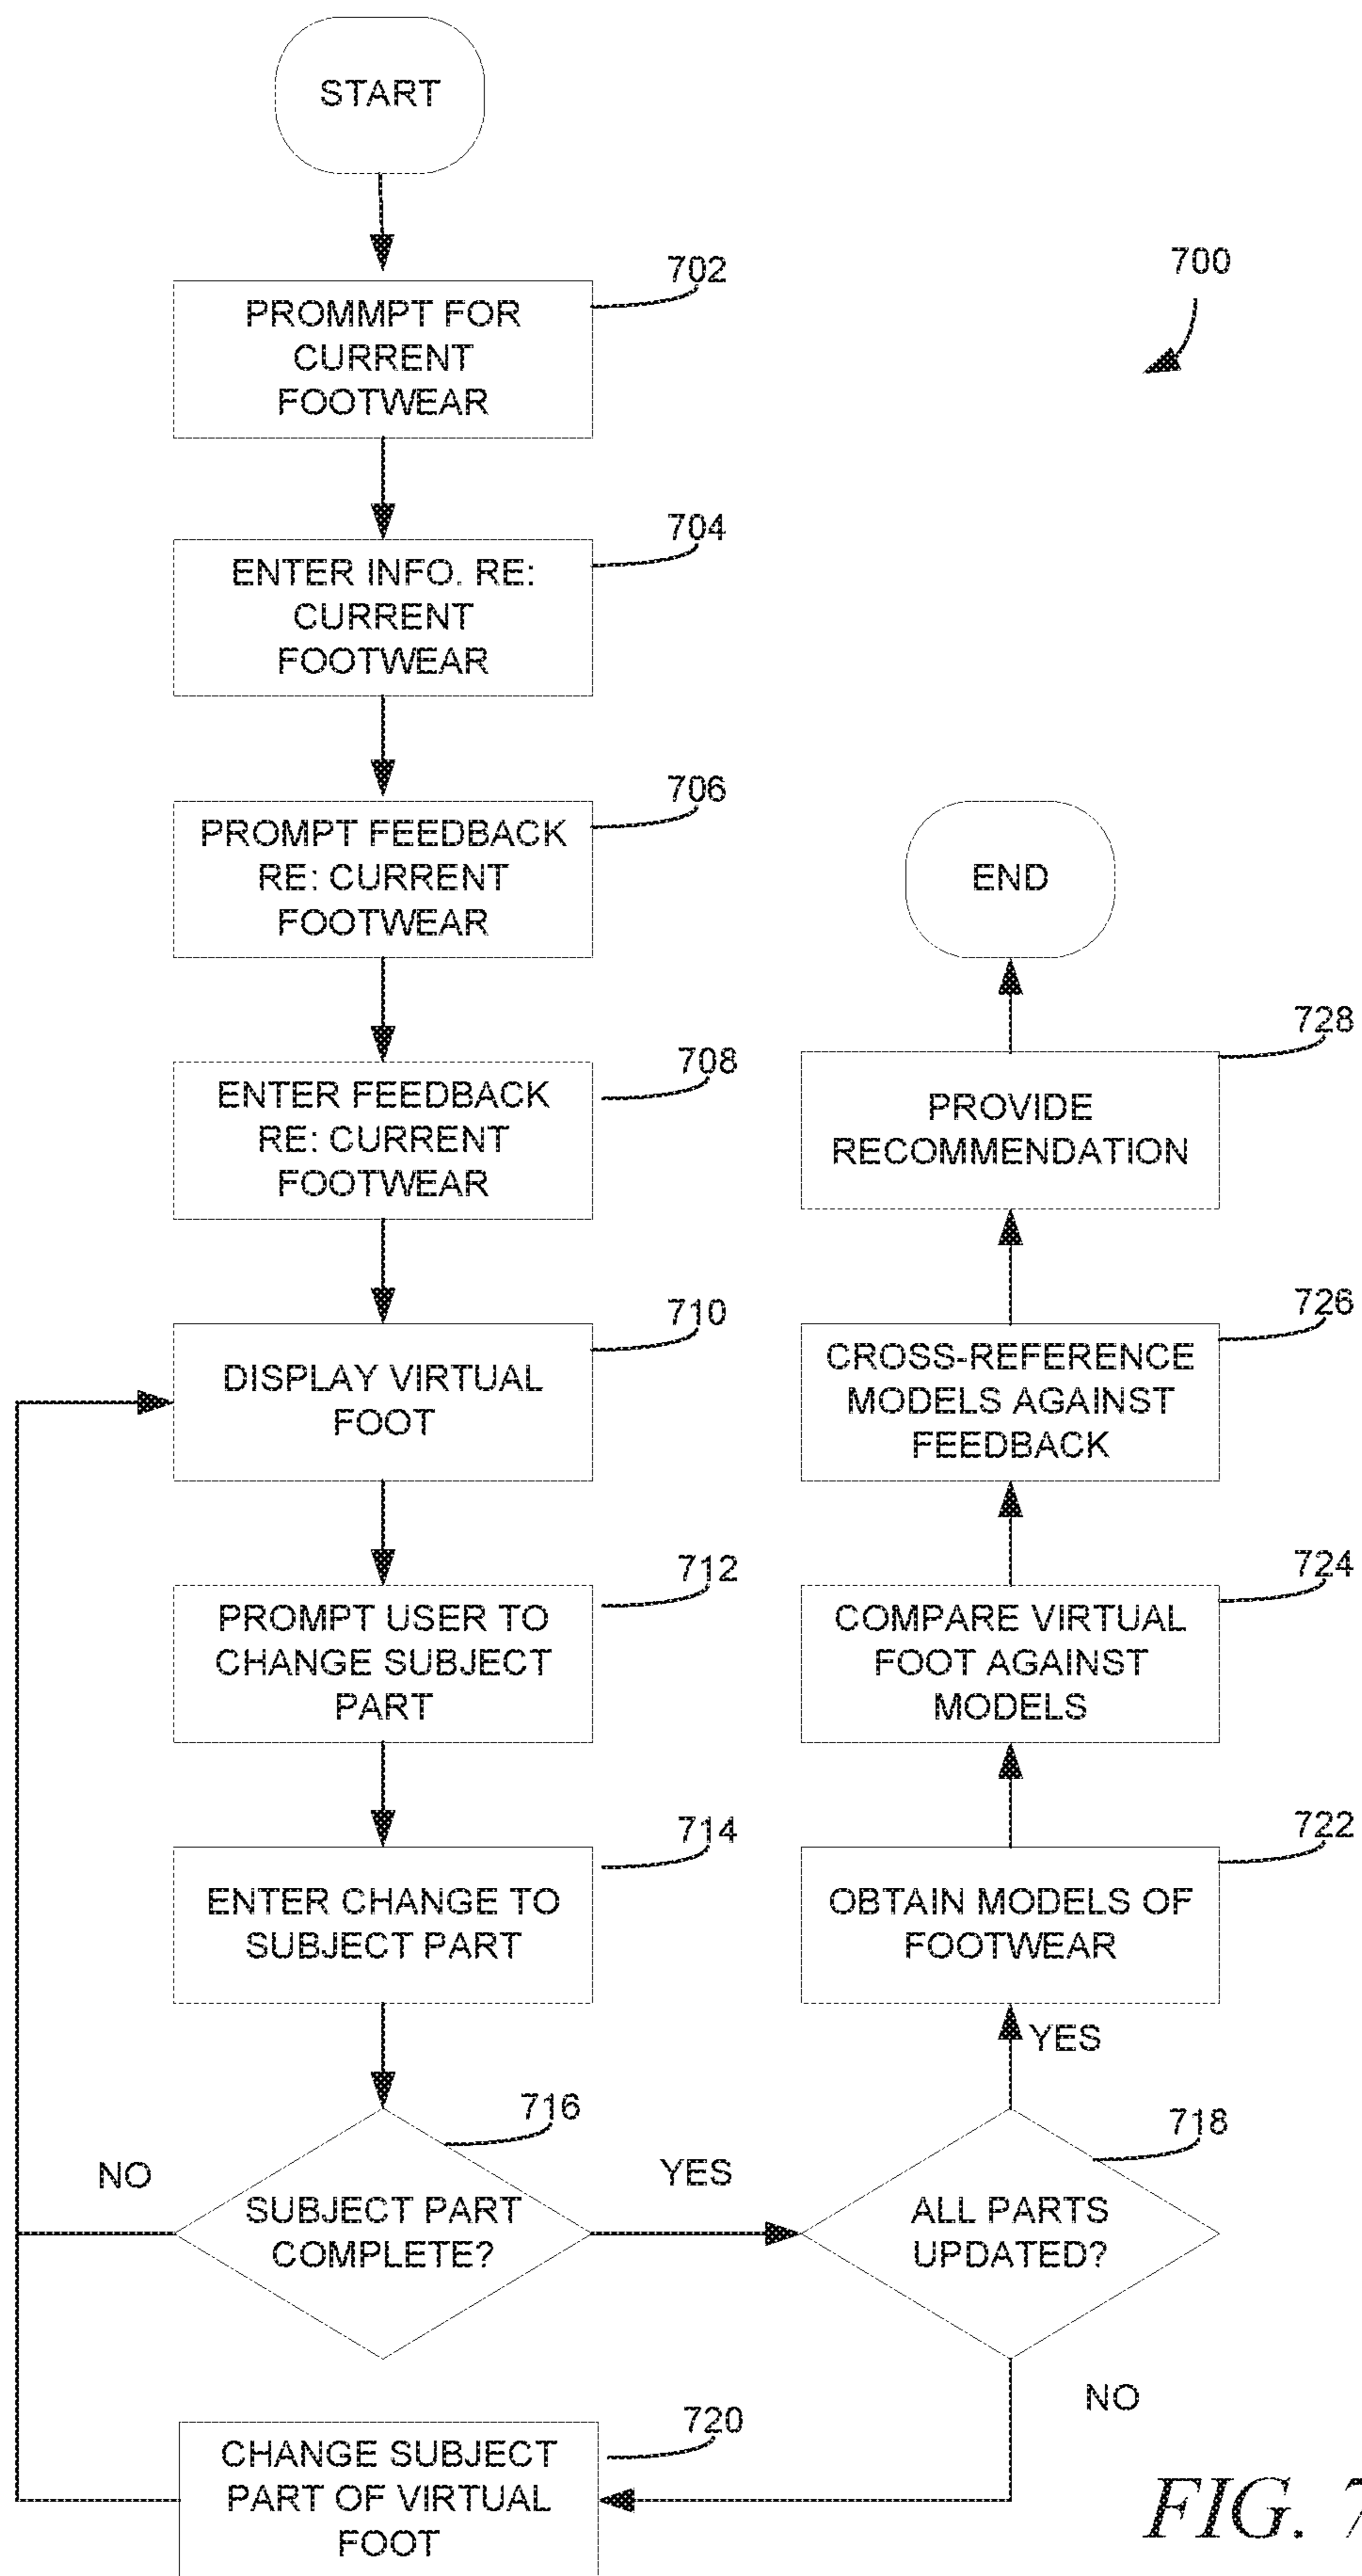 START
702
PROMMPT FOR
CURRENT
FOOTWEAR
700
704
ENTER INFO. RE:
CURRENT
FOOTWEAR
706
PROMPT FEEDBACK
RE: CURRENT
FOOTWEAR
708
ENTER FEEDBACK
RE: CURRENT
FOOTWEAR
710
DISPLAY VIRTUAL
FOOT
712
PROMPT USER TO
CHANGE SUBJECT
PART
714
ENTER CHANGE TO
SUBJECT PART
716
SUBJECT PART
COMPLETE?
NO
YES
718
ALL PARTS
UPDATED?
NO
720
CHANGE SUBJECT
PART OF VIRTUAL
FOOT
YES
722
OBTAIN MODELS OF
FOOTWEAR
724
COMPARE VIRTUAL
FOOT AGAINST
MODELS
726
CROSS-REFERENCE
MODELS AGAINST
FEEDBACK
728
PROVIDE
RECOMMENDATION
END
FIG. 7